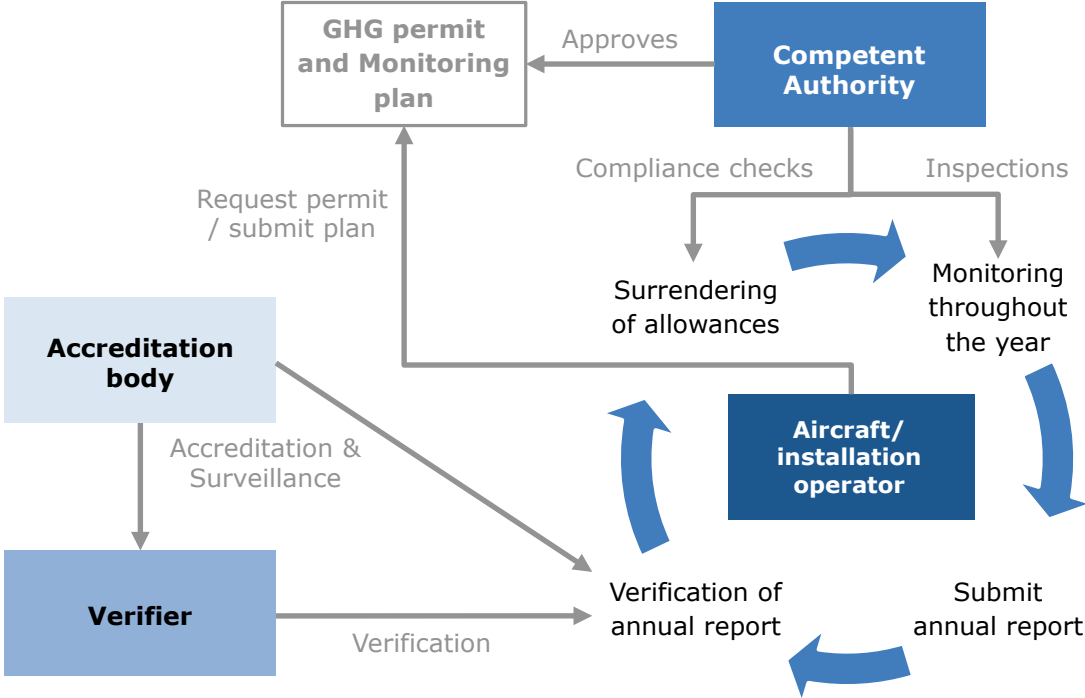 GHG permit
and Monitoring
plan
Approves
Competent
Authority
Compliance checks
Inspections
Request permit
/ submit plan
Surrendering
of allowances
Monitoring
throughout
the year
Accreditation
body
Accreditation &
Surveillance
Aircraft/
installation
operator
Verifier
Verification
Verification of
annual report
Submit
annual report